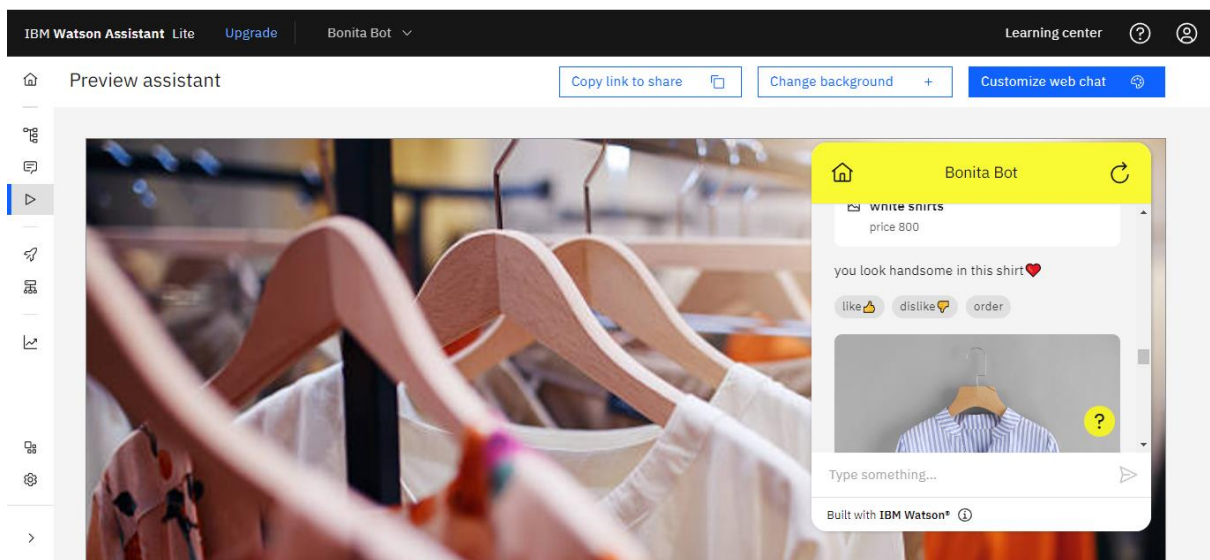 IBM Watson Assistant Lite Upgrade Bonita Bot Learning center
Preview assistant Copy link to share Change background + Customize web chat
Bonita Bot
white shirts
price 800
you look handsome in this shirt❤️
like👍 dislike👎 order
?
Type something...
Built with IBM Watson®